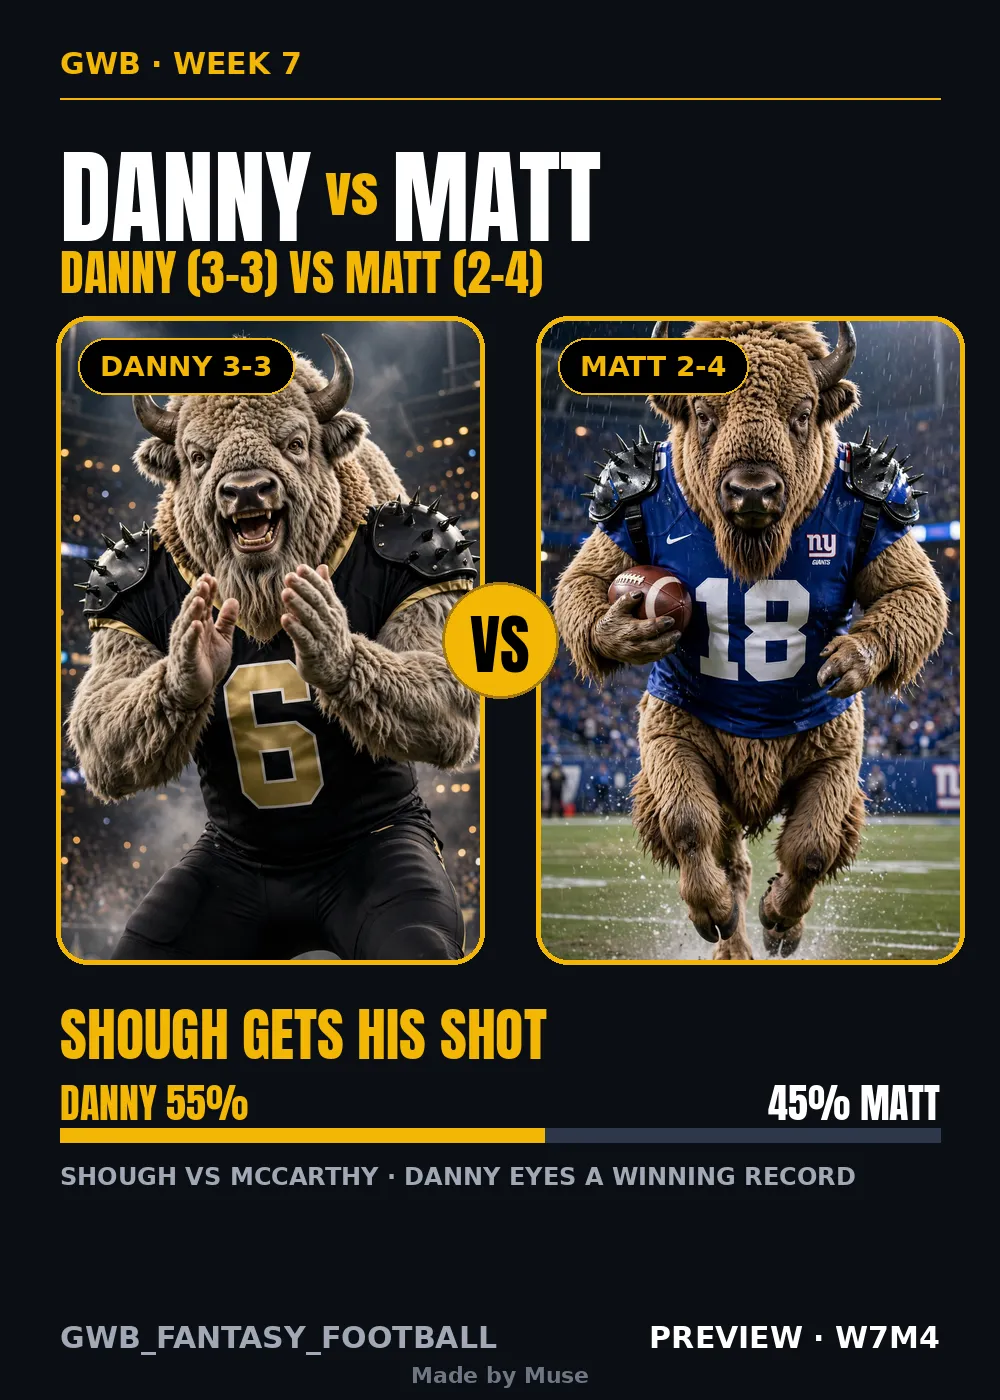 GWB · WEEK 7
DANNY VS MATT
DANNY (3-3) VS MATT (2-4)
DANNY 3-3
MATT 2-4
ny
GIANTS
18
6
VS
ny
SHOUGH GETS HIS SHOT
DANNY 55%
45% MATT
SHOUGH VS MCCARTHY · DANNY EYES A WINNING RECORD
GWB_FANTASY_FOOTBALL
PREVIEW · W7M4
Made by Muse